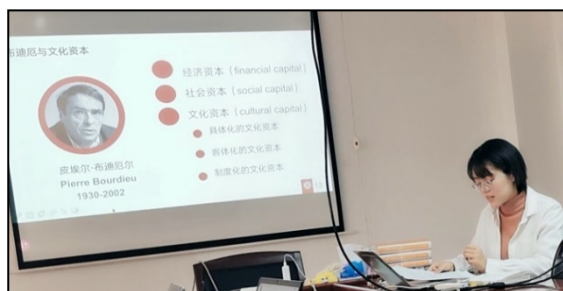 布迪厄与文化资本
经济资本（financial capital）
社会资本（social capital）
文化资本（cultural capital）
具体化的文化资本
客体化的文化资本
制度化的文化资本
皮埃尔·布迪厄尔
Pierre Bourdieu
1930-2002